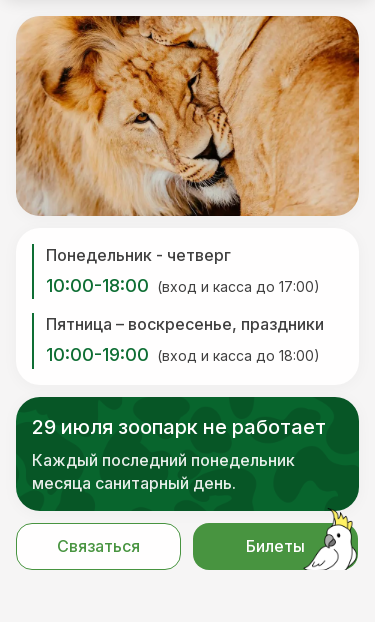 Понедельник - четверг
10:00-18:00 (вход и касса до 17:00)
Пятница – воскресенье, праздники
10:00-19:00 (вход и касса до 18:00)
29 июля зоопарк не работает
Каждый последний понедельник
месяца санитарный день.
Связаться
Билеты